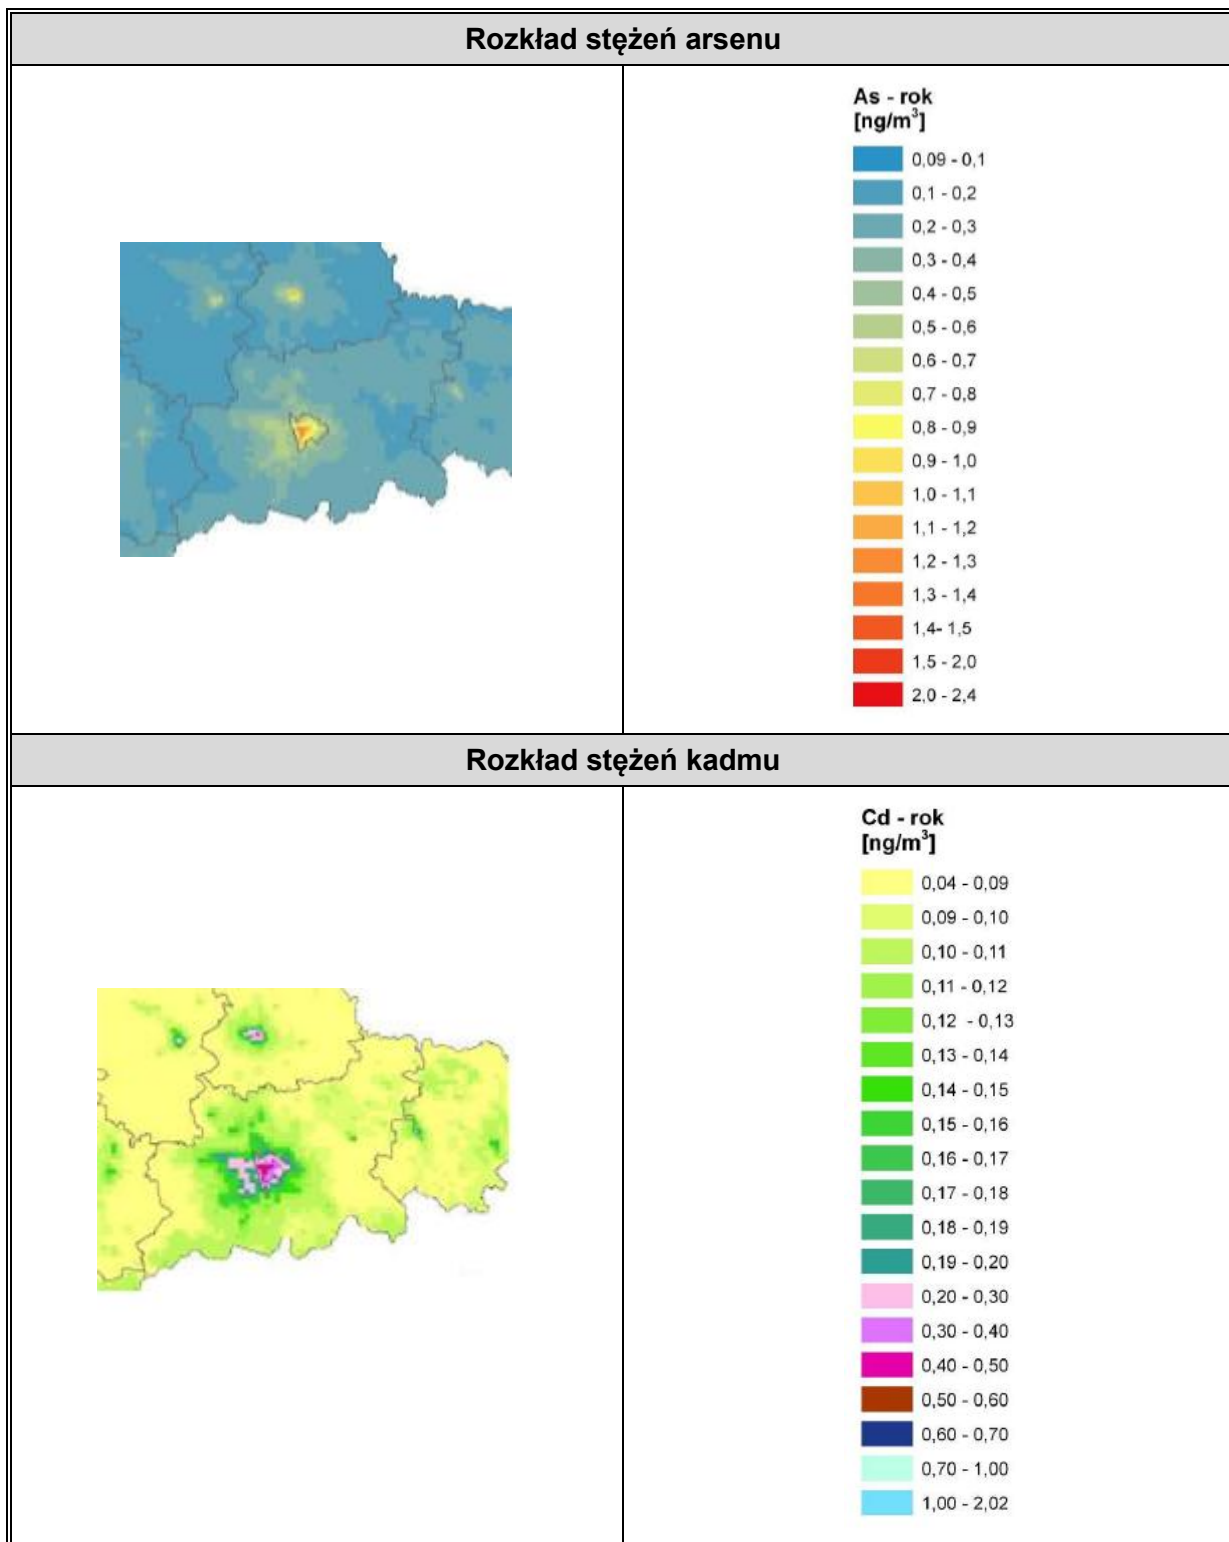 Rozkład stężeń arsenu
As - rok
[ng/m³]
0,09 - 0,1
0,1 - 0,2
0,2 - 0,3
0,3 - 0,4
0,4 - 0,5
0,5 - 0,6
0,6 - 0,7
0,7 - 0,8
0,8 - 0,9
0,9 - 1,0
1,0 - 1,1
1,1 - 1,2
1,2 - 1,3
1,3 - 1,4
1,4- 1,5
1,5 - 2,0
2,0 - 2,4
Rozkład stężeń kadmu
Cd - rok
[ng/m³]
0,04 - 0,09
0,09 - 0,10
0,10 - 0,11
0,11 - 0,12
0,12 - 0,13
0,13 - 0,14
0,14 - 0,15
0,15 - 0,16
0,16 - 0,17
0,17 - 0,18
0,18 - 0,19
0,19 - 0,20
0,20 - 0,30
0,30 - 0,40
0,40 - 0,50
0,50 - 0,60
0,60 - 0,70
0,70 - 1,00
1,00 - 2,02